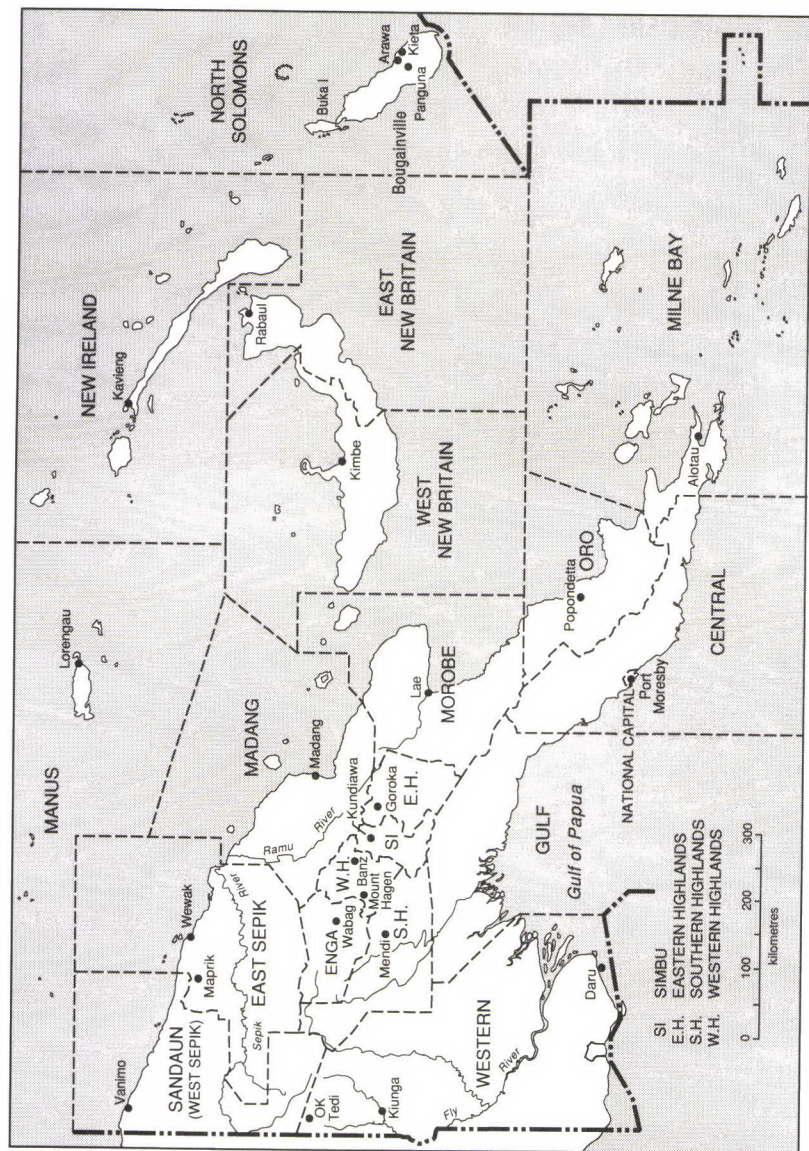 MANUS
Lorengau
NEW IRELAND
Kavieng
NORTH
SOLOMONS
Buka I
Arawa
Kieta
Panguna
Bougainville
Vanimo
Wewak
Maprik
SANDAUN
(WEST SEPIK)
EAST SEPIK
Sepik
River
MADANG
Madang
Ramu
River
Rabaul
Kimbe
WEST
NEW BRITAIN
EAST
NEW BRITAIN
OK
Tedi
Kiunga
ENGA
Wabag
W.H.
Banz
Mount
Hagen
Mendi
S.H.
Kundiawa
SI
Goroka
E.H.
Lae
MOROBE
WESTERN
Fly
River
Daru
GULF
Gulf of Papua
Popondetta
ORO
NATIONAL CAPITAL
Port
Moresby
CENTRAL
Alotau
MILNE BAY
SI SIMBU
E.H. EASTERN HIGHLANDS
S.H. SOUTHERN HIGHLANDS
W.H. WESTERN HIGHLANDS
0 100 200 300
kilometres